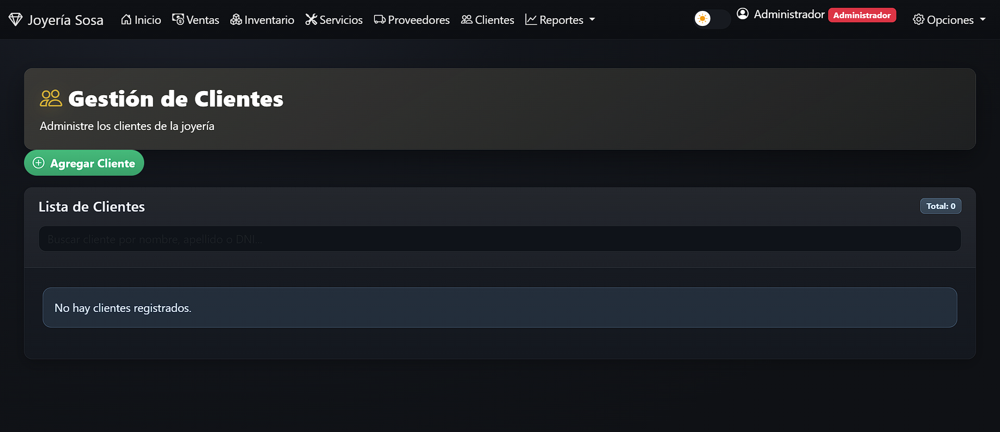 Joyería Sosa Inicio Ventas Inventario Servicios Proveedores Clientes Reportes Administrador Administrador Opciones
Gestión de Clientes
Administre los clientes de la joyería
Agregar Cliente
Lista de Clientes Total: 0
Buscar cliente por nombre, apellido o DNI...
No hay clientes registrados.